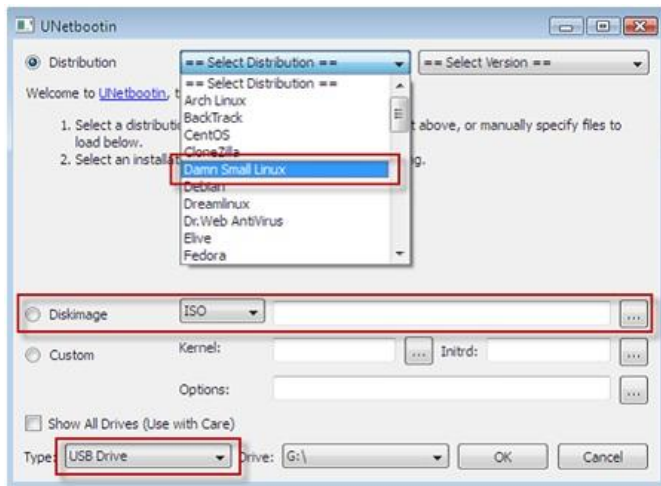 UNetbootin
Distribution == Select Distribution == == Select Version ==
== Select Distribution ==
Arch Linux
BackTrack
CentOS
CloneZilla
Damn Small Linux
Debian
Dreamlinux
Dr.Web AntiVirus
Elive
Fedora
Welcome to UNetbootin, t
1. Select a distributi t above, or manually specify files to
load below.
2. Select an installat g.
Diskimage ISO ...
Custom Kernel: ... Initrd: ...
Options: ...
Show All Drives (Use with Care)
Type: USB Drive Drive: G:\ OK Cancel